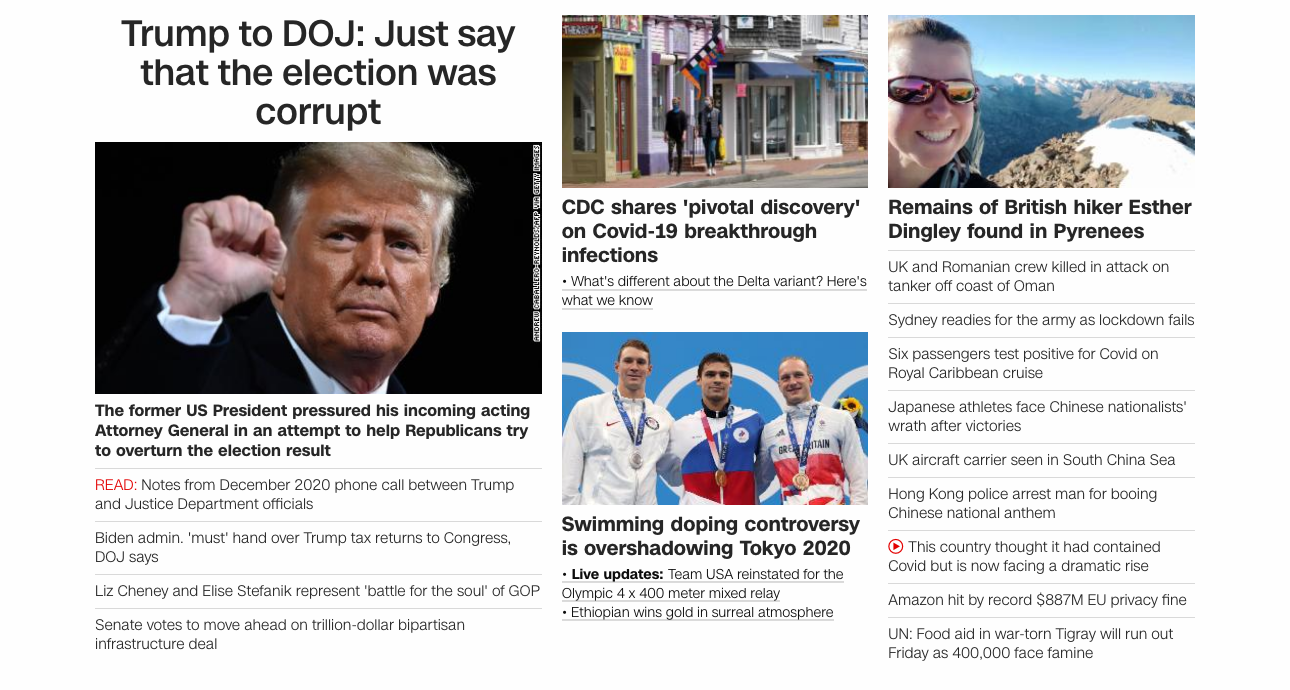 Trump to DOJ: Just say
that the election was
corrupt
ANDREW CABALLERO-REYNOLDS/AFP VIA GETTY IMAGES
The former US President pressured his incoming acting
Attorney General in an attempt to help Republicans try
to overturn the election result
READ: Notes from December 2020 phone call between Trump
and Justice Department officials
Biden admin. 'must' hand over Trump tax returns to Congress,
DOJ says
Liz Cheney and Elise Stefanik represent 'battle for the soul' of GOP
Senate votes to move ahead on trillion-dollar bipartisan
infrastructure deal
CDC shares 'pivotal discovery'
on Covid-19 breakthrough
infections
• What's different about the Delta variant? Here's
what we know
GREAT BRITAIN
Swimming doping controversy
is overshadowing Tokyo 2020
• Live updates: Team USA reinstated for the
Olympic 4 x 400 meter mixed relay
• Ethiopian wins gold in surreal atmosphere
Remains of British hiker Esther
Dingley found in Pyrenees
UK and Romanian crew killed in attack on
tanker off coast of Oman
Sydney readies for the army as lockdown fails
Six passengers test positive for Covid on
Royal Caribbean cruise
Japanese athletes face Chinese nationalists'
wrath after victories
UK aircraft carrier seen in South China Sea
Hong Kong police arrest man for booing
Chinese national anthem
This country thought it had contained
Covid but is now facing a dramatic rise
Amazon hit by record $887M EU privacy fine
UN: Food aid in war-torn Tigray will run out
Friday as 400,000 face famine